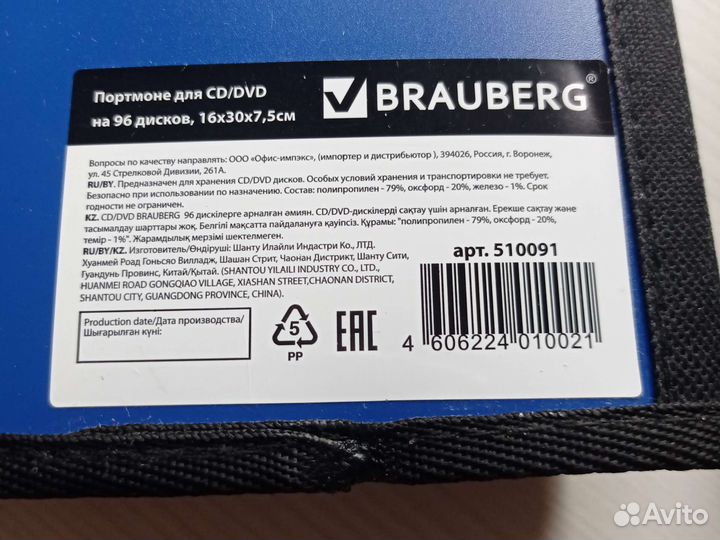 Портмоне для CD/DVD
на 96 дисков, 16x30x7,5см
BRAUBERG®
Вопросы по качеству направлять: ООО «Офис-импэкс», (импортер и дистрибьютор ), 394026, Россия, г. Воронеж,
ул. 45 Стрелковой Дивизии, 261А.
RU/BY. Предназначен для хранения CD/DVD дисков. Особых условий хранения и транспортировки не требует.
Безопасно при использовании по назначению. Состав: полипропилен - 79%, оксфорд - 20%, железо - 1%. Срок
годности не ограничен.
KZ. CD/DVD BRAUBERG 96 дискілерге арналған әмиян. CD/DVD-дискілерді сақтау үшін арналған. Ерекше сақтау және
тасымалдау шарттары жоқ. Белгілі мақсатта пайдалануға қауіпсіз. Құрамы: "полипропилен - 79%, оксфорд - 20%,
темір - 1%". Жарамдылық мерзімі шектелмеген.
RU/BY/KZ. Изготовитель/Өндіруші: Шанту Илайли Индастри Ко., ЛТД.
Хуанмей Роад Гоньсяо Вилладж, Шашан Стрит, Чаонан Дистрикт, Шанту Сити,
Гуандунь Провинс, Китай/Қытай. (SHANTOU YILAILI INDUSTRY CO., LTD.,
HUANMEI ROAD GONGQIAO VILLAGE, XIASHAN STREET,CHAONAN DISTRICT,
SHANTOU CITY, GUANGDONG PROVINCE, CHINA).
арт. 510091
Production date/Дата производства/
Шығарылған күні:
5
PP
EAC
4 606224 010021
Avito